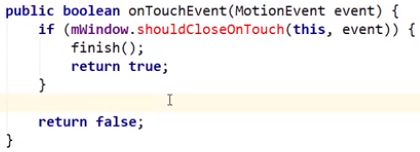 public boolean onTouchEvent(MotionEvent event) {
    if (mWindow.shouldCloseOnTouch(this, event)) {
        finish();
        return true;
    }
    return false;
}